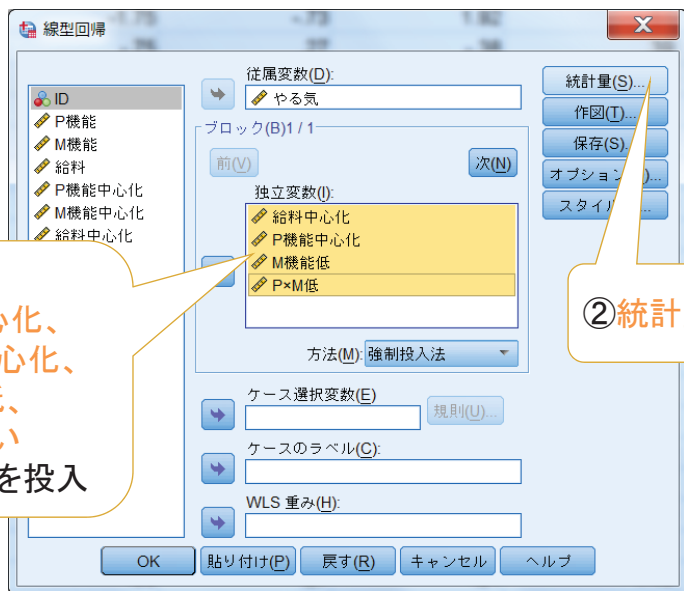 線型回帰
ID
P機能
M機能
給料
P機能中心化
M機能中心化
給料中心化
従属変数(D):
やる気
ブロック(B)1 / 1
前(V)
次(N)
独立変数(I):
給料中心化
P機能中心化
M機能低
P×M低
方法(M): 強制投入法
ケース選択変数(E)
規則(U)...
ケースのラベル(C):
WLS 重み(H):
統計量(S)...
作図(T)...
保存(S)...
オプション
スタイル
心化、
心化、
い
を投入
②統計
OK
貼り付け(P)
戻す(R)
キャンセル
ヘルプ